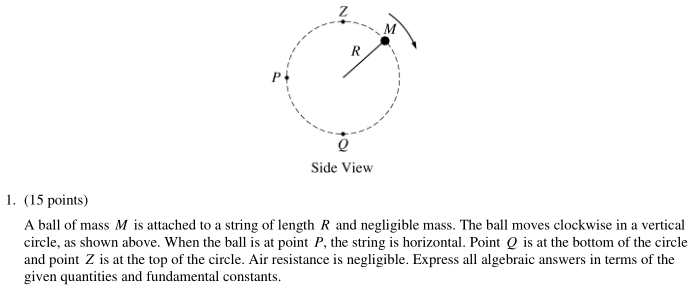 Z
M
R
P
Q
Side View
1. (15 points)
A ball of mass M is attached to a string of length R and negligible mass. The ball moves clockwise in a vertical
circle, as shown above. When the ball is at point P, the string is horizontal. Point Q is at the bottom of the circle
and point Z is at the top of the circle. Air resistance is negligible. Express all algebraic answers in terms of the
given quantities and fundamental constants.